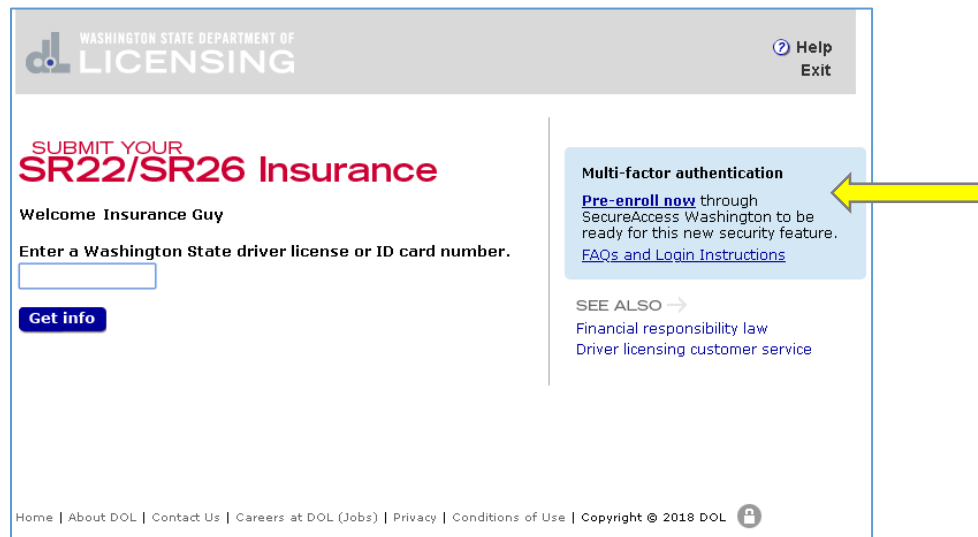 WASHINGTON STATE DEPARTMENT OF
LICENSING
Help
Exit
SUBMIT YOUR
SR22/SR26 Insurance
Welcome Insurance Guy
Enter a Washington State driver license or ID card number.
Get info
Multi-factor authentication
Pre-enroll now through
SecureAccess Washington to be
ready for this new security feature.
FAQs and Login Instructions
SEE ALSO →
Financial responsibility law
Driver licensing customer service
Home | About DOL | Contact Us | Careers at DOL (Jobs) | Privacy | Conditions of Use | Copyright © 2018 DOL